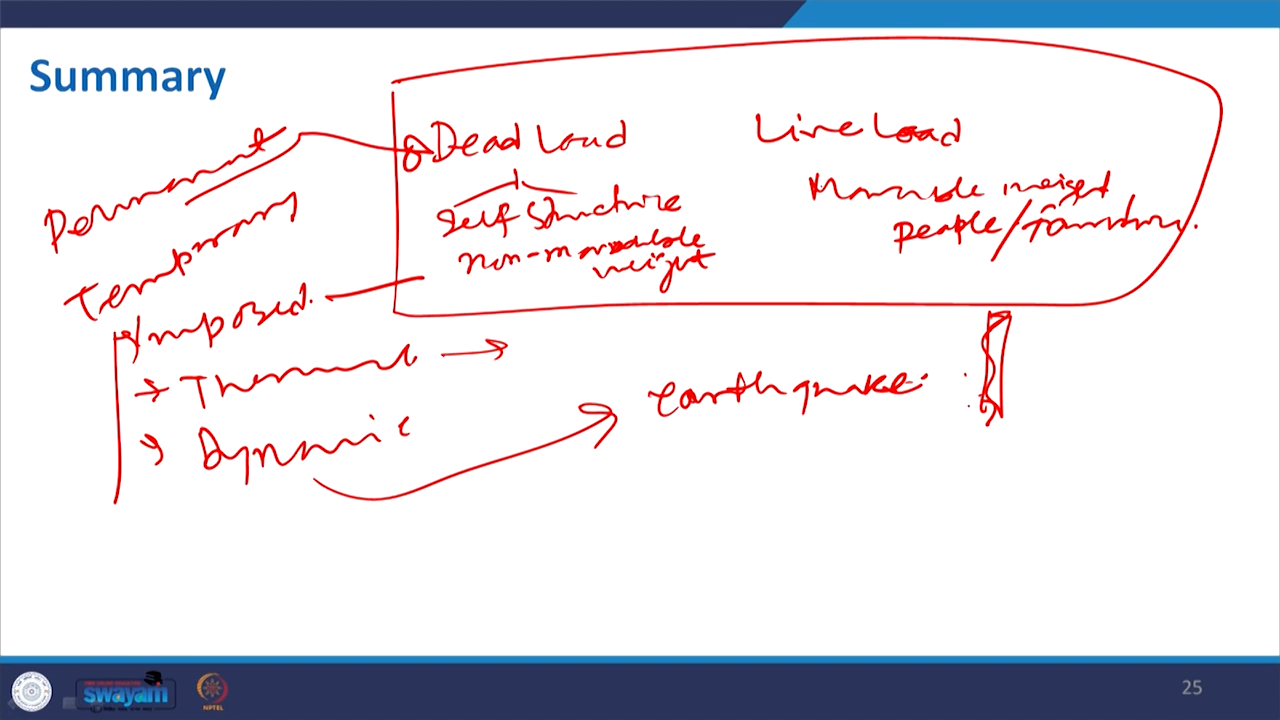 Summary
Dead Load
Live Load
Permanent
Self Structure
non-movable
weight
Movable weight
people/
Temporary
Imposed.
Thermal
Dynamic
earthquake
swayam
NPTEL
25